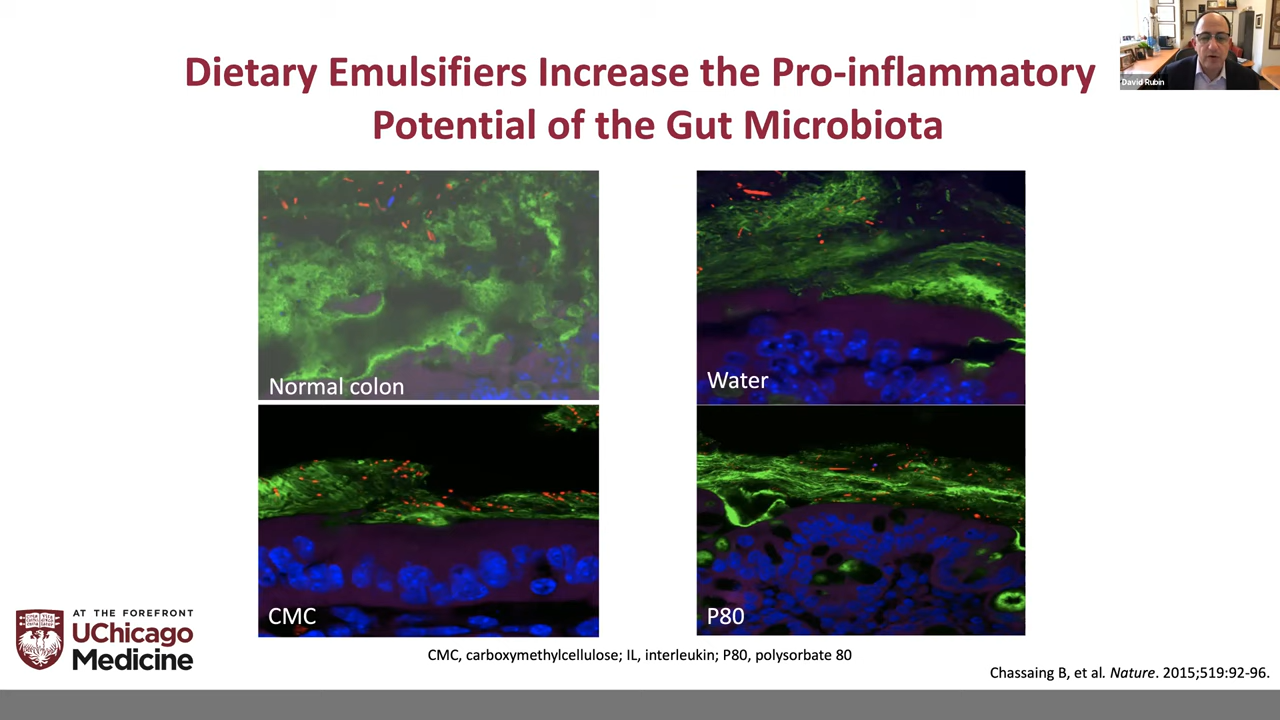 Dietary Emulsifiers Increase the Pro-inflammatory
Potential of the Gut Microbiota
David Rubin
Normal colon
Water
CMC
P80
AT THE FOREFRONT
UChicago
Medicine
CMC, carboxymethylcellulose; IL, interleukin; P80, polysorbate 80
Chassaing B, et al. Nature. 2015;519:92-96.